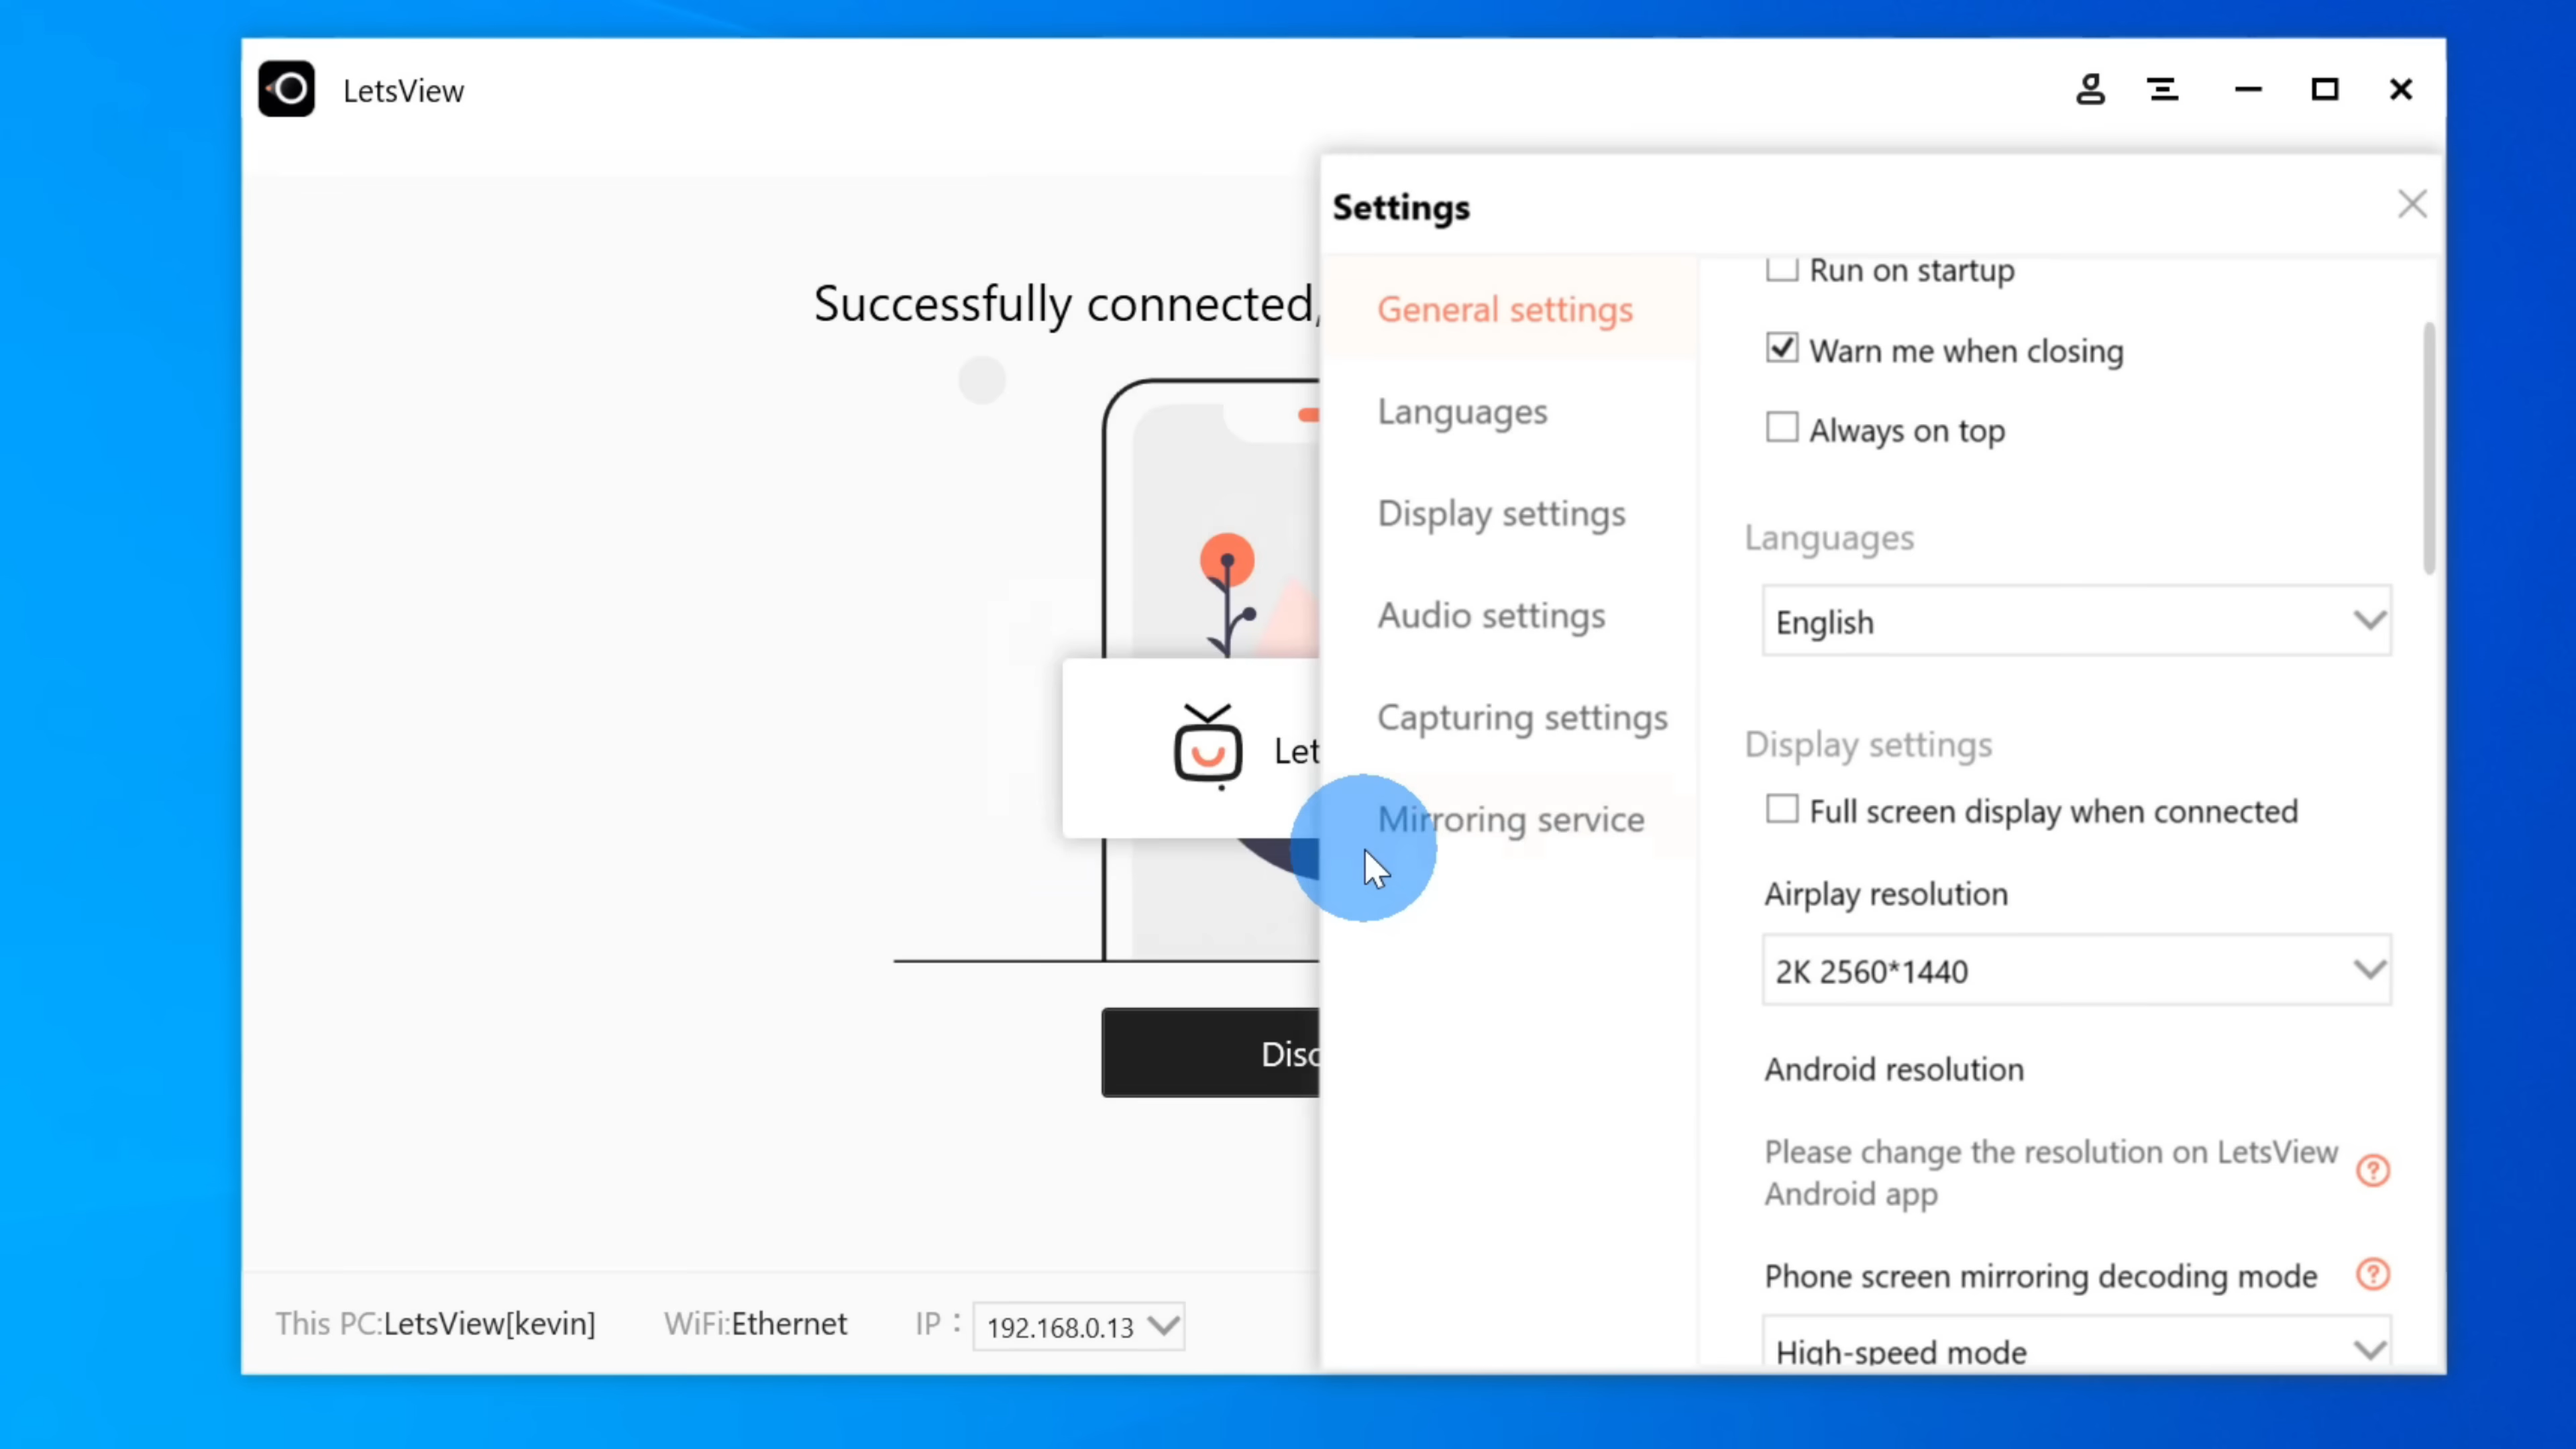 LetsView
Successfully connected,
Let
Disc
This PC:LetsView[kevin]
WiFi:Ethernet
IP :
192.168.0.13
Settings
General settings
Languages
Display settings
Audio settings
Capturing settings
Mirroring service
Run on startup
Warn me when closing
Always on top
Languages
English
Display settings
Full screen display when connected
Airplay resolution
2K 2560*1440
Android resolution
Please change the resolution on LetsView
Android app
Phone screen mirroring decoding mode
High-speed mode